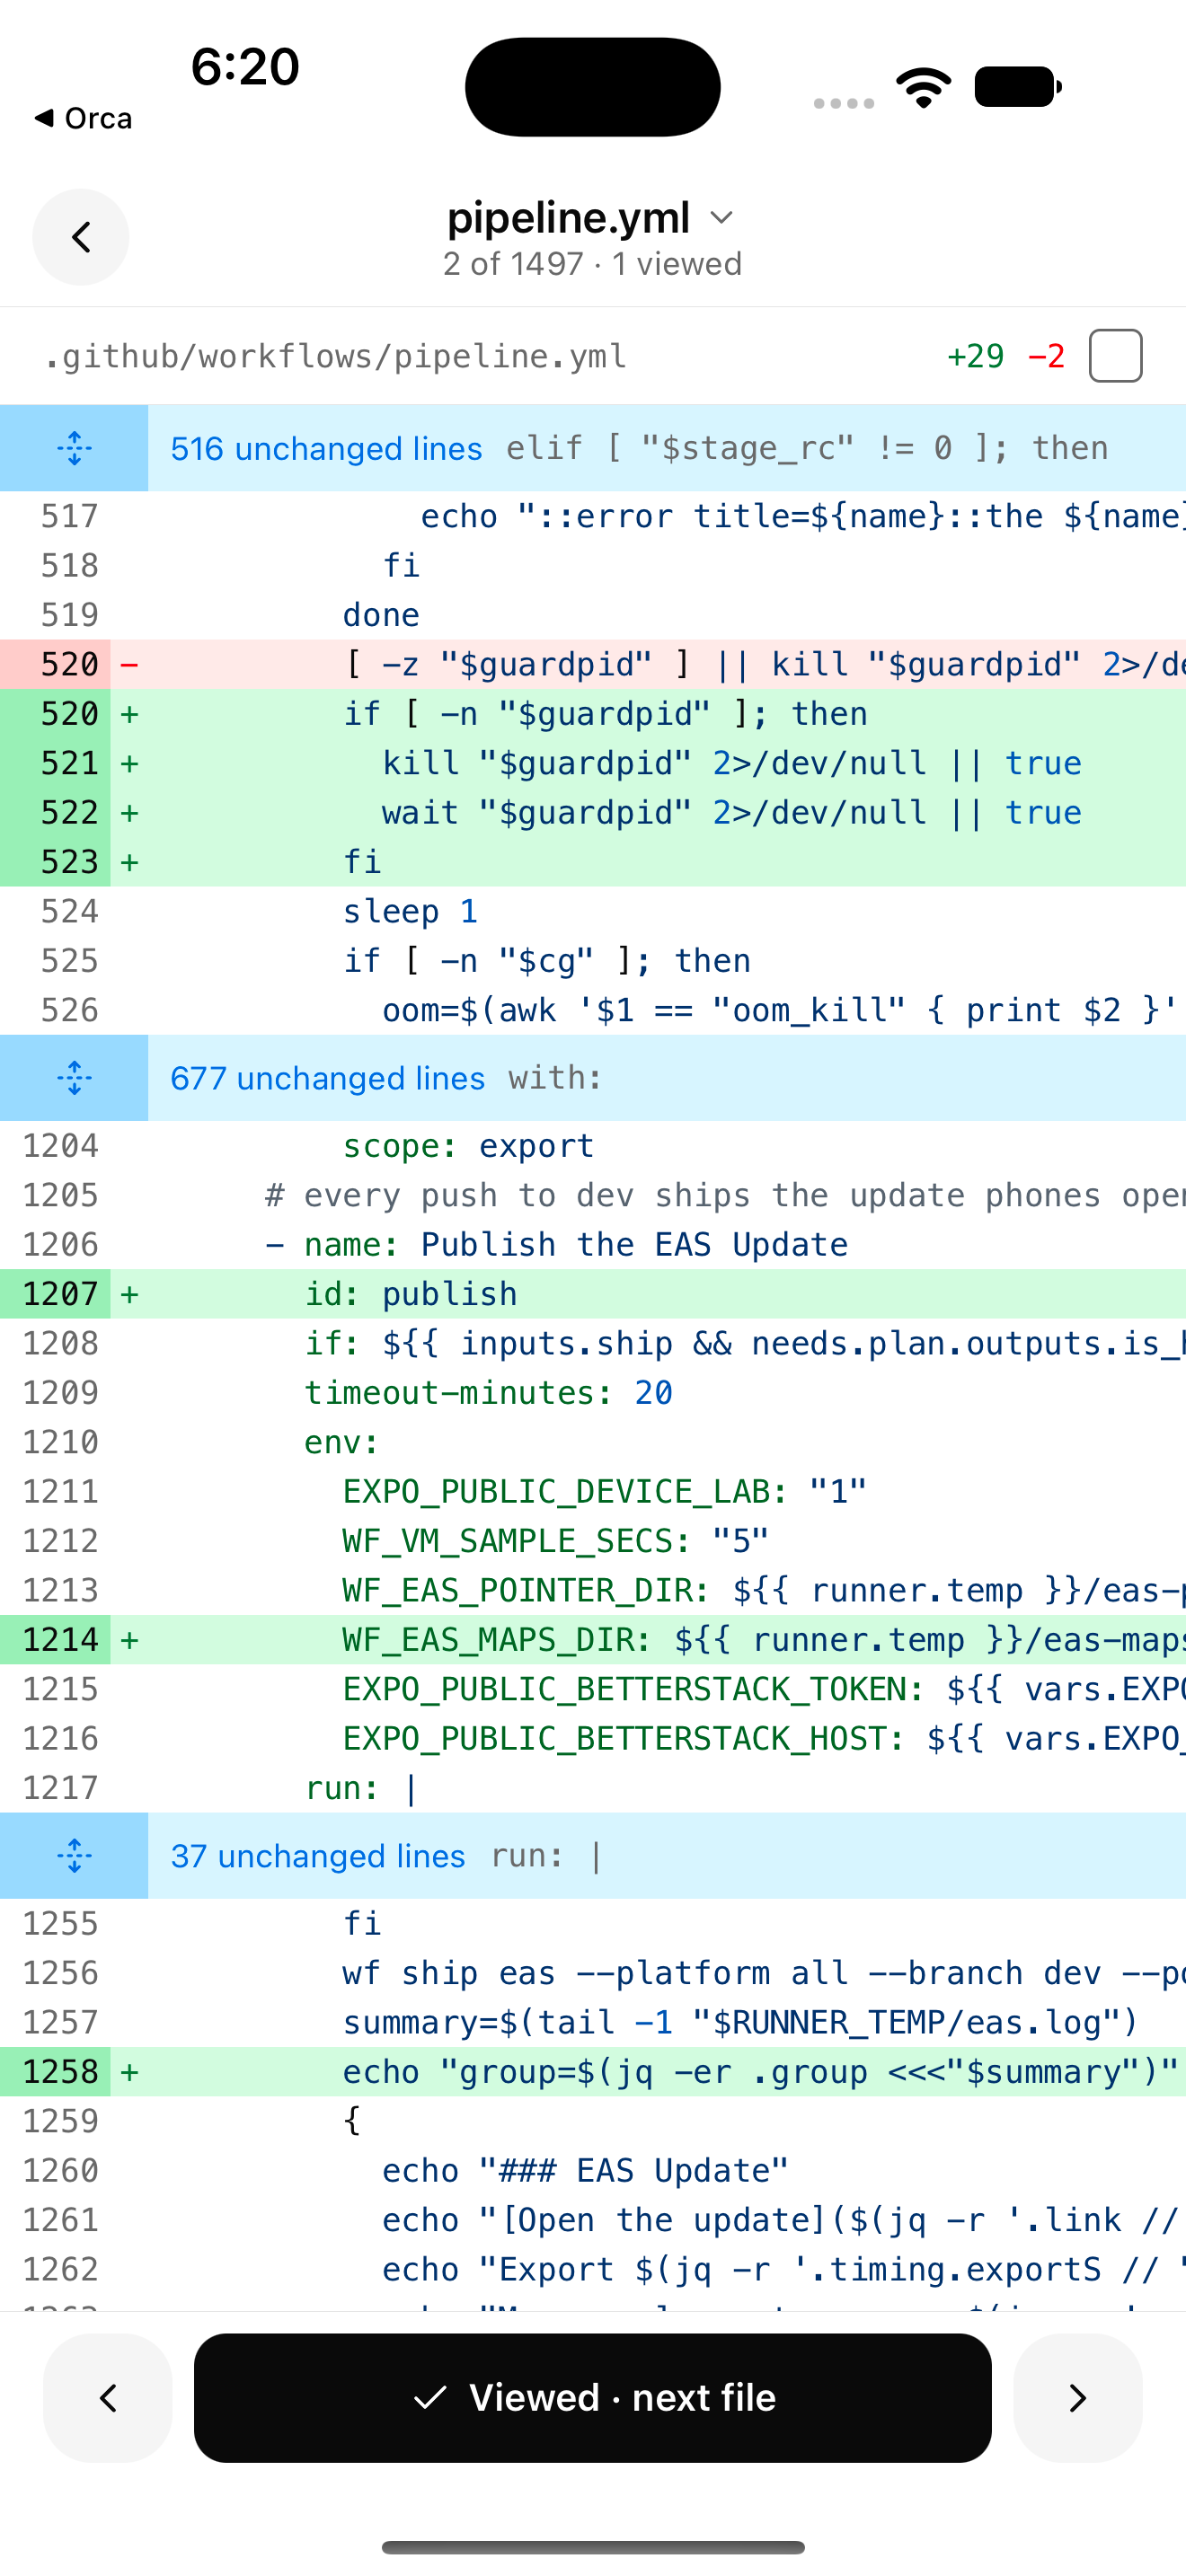 6:20
◀ Orca
pipeline.yml
2 of 1497 · 1 viewed
.github/workflows/pipeline.yml +29 -2
516 unchanged lines elif [ "$stage_rc" != 0 ]; then
517 echo "::error title=${name}::the ${name}
518 fi
519 done
520 - [ -z "$guardpid" ] || kill "$guardpid" 2>/de
520 + if [ -n "$guardpid" ]; then
521 + kill "$guardpid" 2>/dev/null || true
522 + wait "$guardpid" 2>/dev/null || true
523 + fi
524 sleep 1
525 if [ -n "$cg" ]; then
526 oom=$(awk '$1 == "oom_kill" { print $2 }'
677 unchanged lines with:
1204 scope: export
1205 # every push to dev ships the update phones open
1206 - name: Publish the EAS Update
1207 + id: publish
1208 if: ${{ inputs.ship && needs.plan.outputs.is_
1209 timeout-minutes: 20
1210 env:
1211 EXPO_PUBLIC_DEVICE_LAB: "1"
1212 WF_VM_SAMPLE_SECS: "5"
1213 WF_EAS_POINTER_DIR: ${{ runner.temp }}/eas-p
1214 + WF_EAS_MAPS_DIR: ${{ runner.temp }}/eas-maps
1215 EXPO_PUBLIC_BETTERSTACK_TOKEN: ${{ vars.EXPO
1216 EXPO_PUBLIC_BETTERSTACK_HOST: ${{ vars.EXPO_
1217 run: |
37 unchanged lines run: |
1255 fi
1256 wf ship eas --platform all --branch dev --po
1257 summary=$(tail -1 "$RUNNER_TEMP/eas.log")
1258 + echo "group=$(jq -er .group <<<"$summary")"
1259 {
1260 echo "### EAS Update"
1261 echo "[Open the update]($(jq -r '.link //
1262 echo "Export $(jq -r '.timing.exportS // "
Viewed · next file